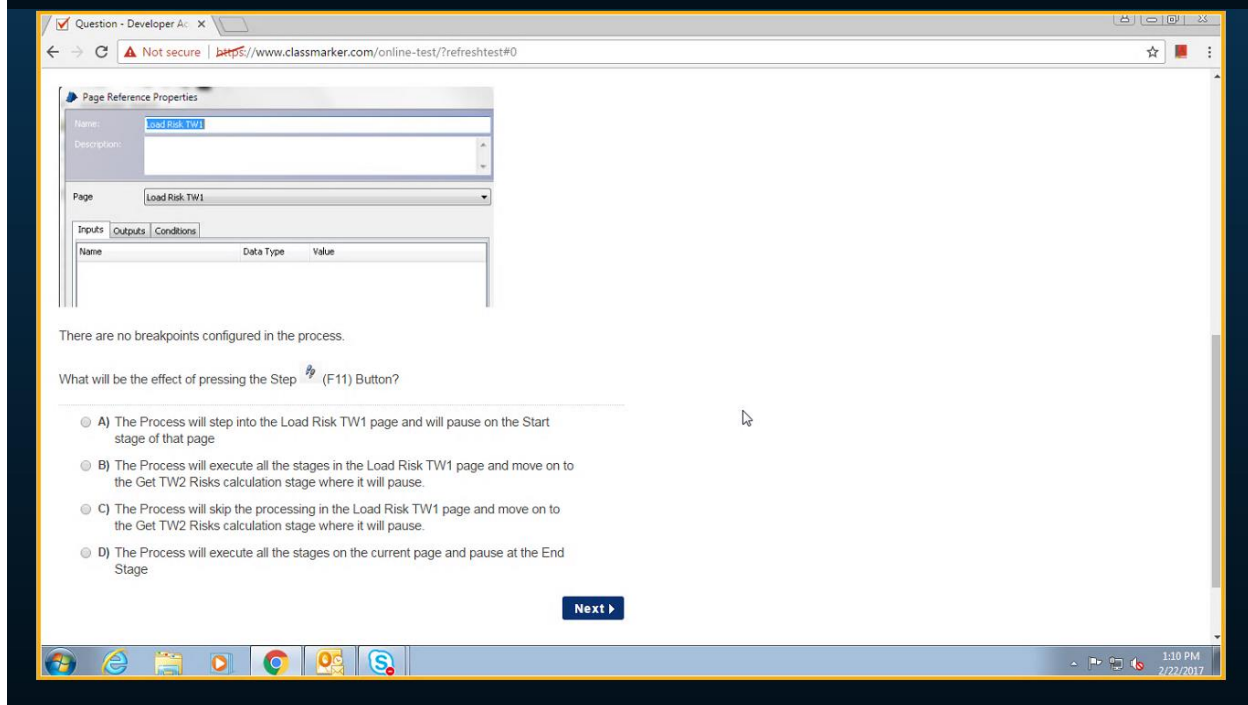 Question - Developer Ac
Not secure | https://www.classmarker.com/online-test/?refreshtest#0
Page Reference Properties
Name: Load Risk TW1
Description:
Page Load Risk TW1
Inputs Outputs Conditions
Name Data Type Value
There are no breakpoints configured in the process.
What will be the effect of pressing the Step (F11) Button?
A) The Process will step into the Load Risk TW1 page and will pause on the Start
stage of that page
B) The Process will execute all the stages in the Load Risk TW1 page and move on to
the Get TW2 Risks calculation stage where it will pause.
C) The Process will skip the processing in the Load Risk TW1 page and move on to
the Get TW2 Risks calculation stage where it will pause.
D) The Process will execute all the stages on the current page and pause at the End
Stage
Next
1:10 PM
2/22/2017